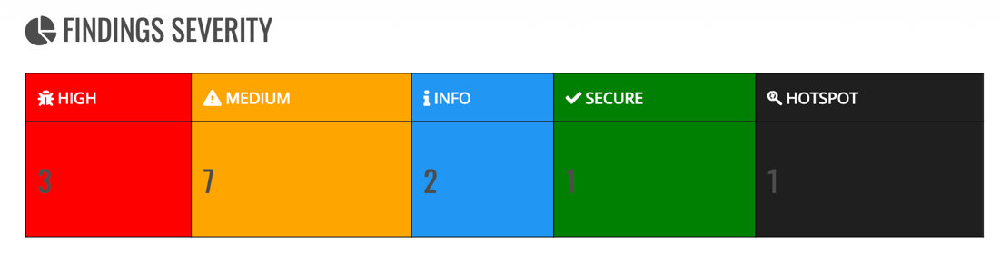 FINDINGS SEVERITY
HIGH MEDIUM INFO SECURE HOTSPOT
3 7 2 1 1